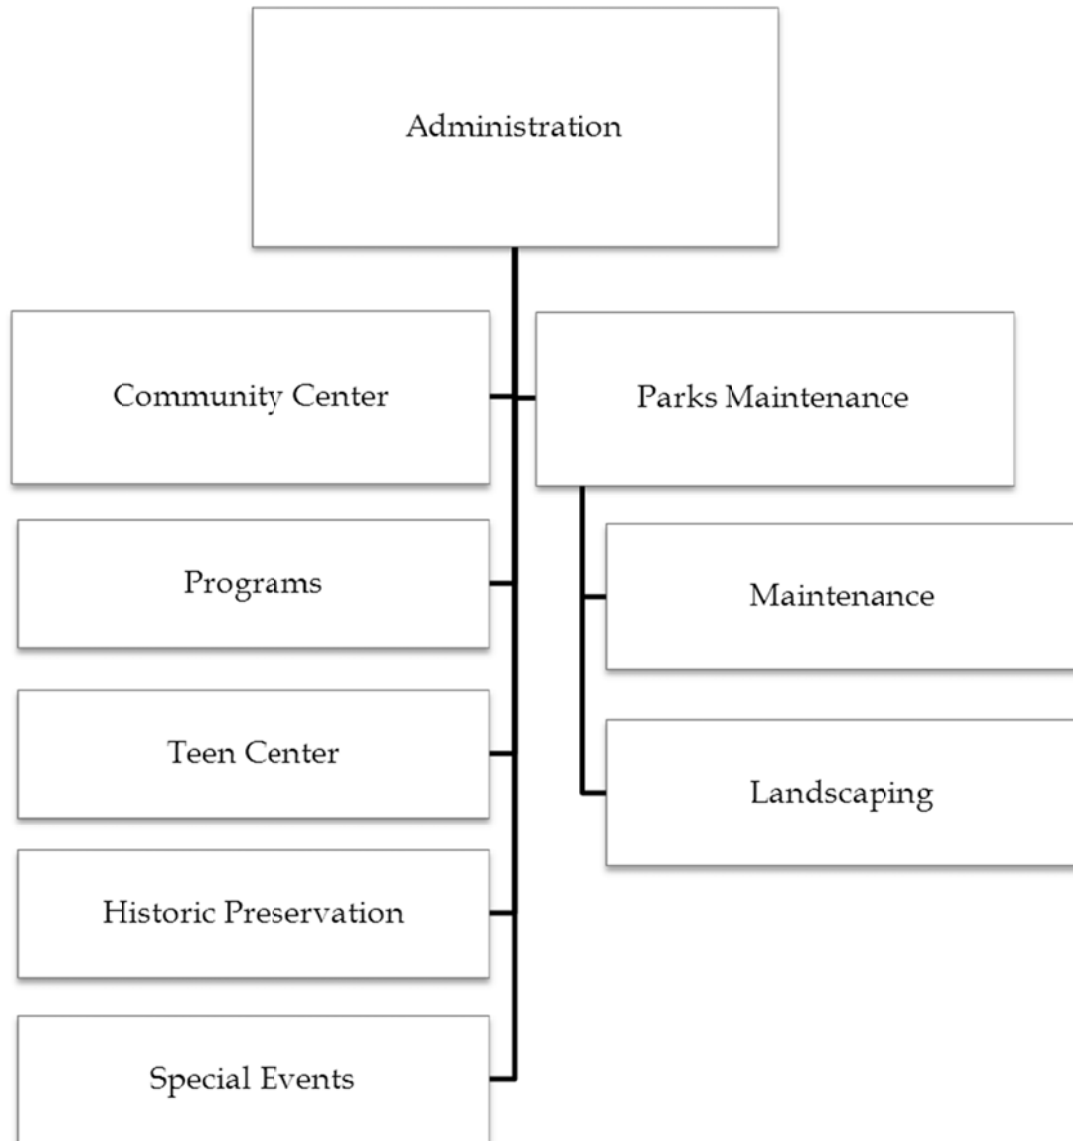 Administration
Community Center
Parks Maintenance
Programs
Maintenance
Teen Center
Landscaping
Historic Preservation
Special Events